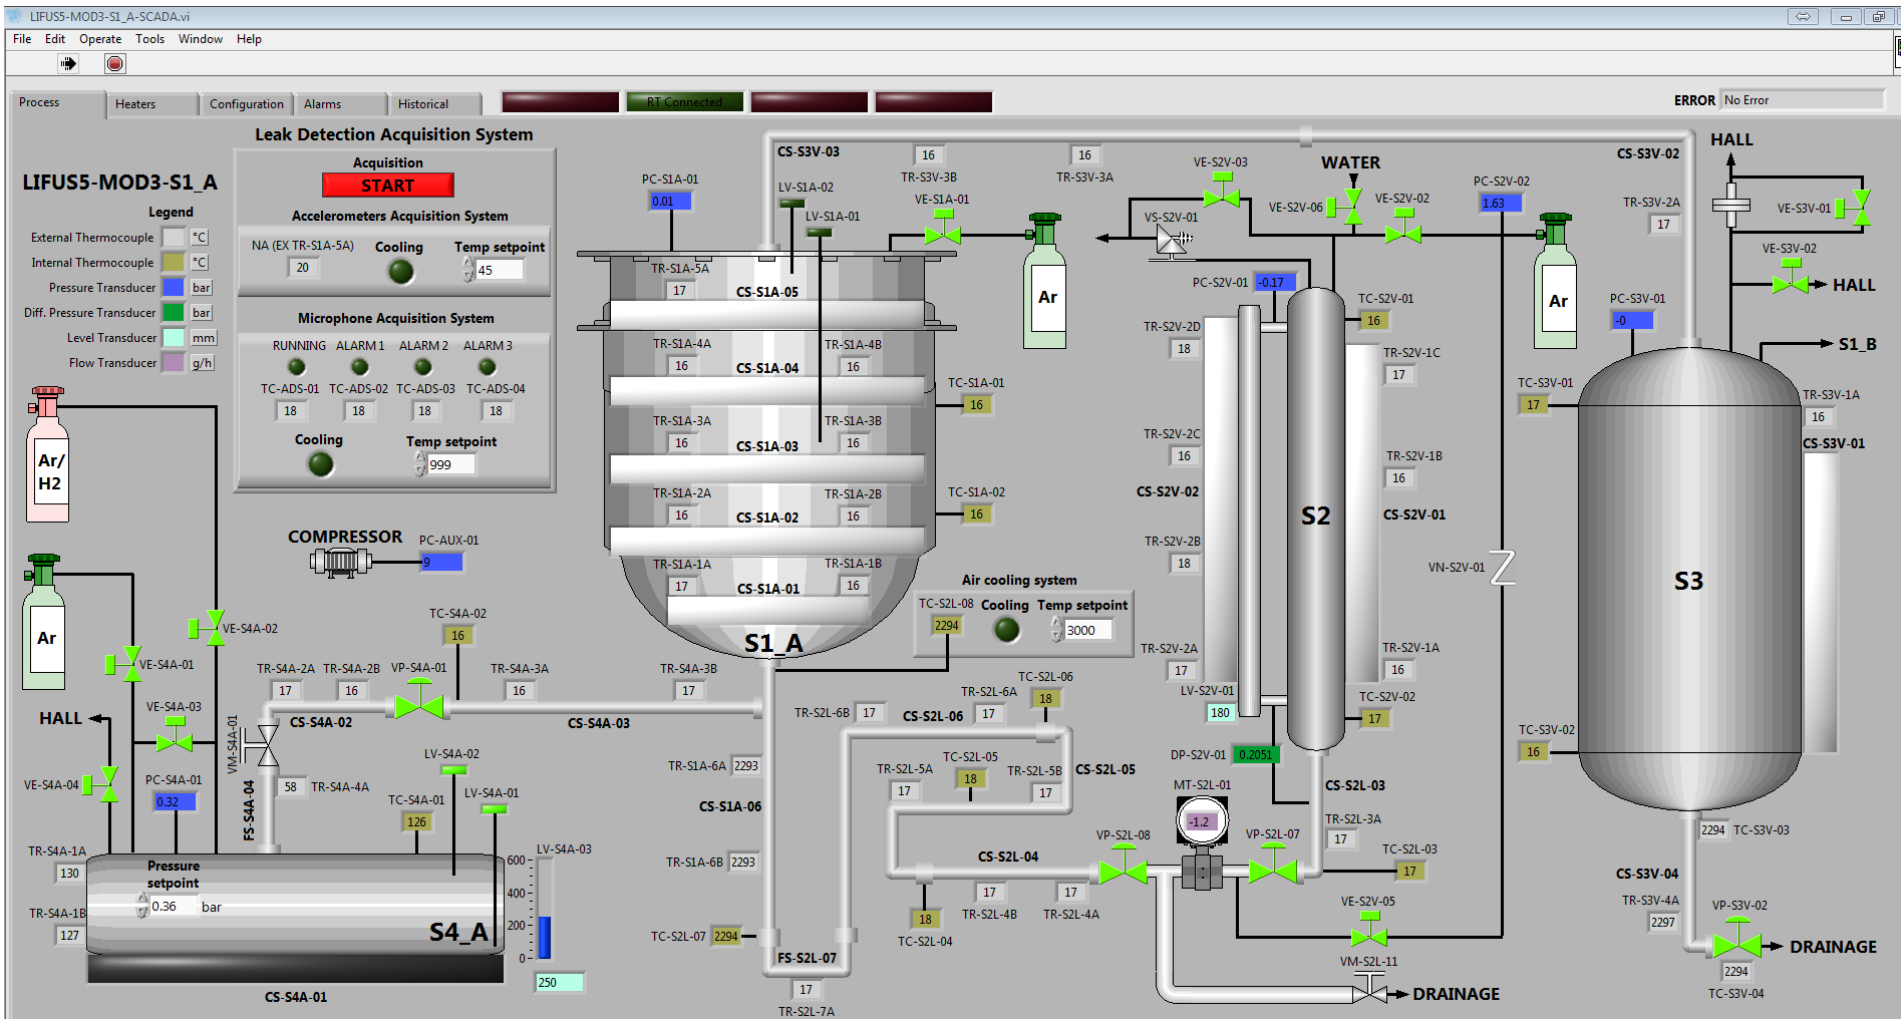 LIFUS5-MOD3-S1_A-SCADA.vi
File Edit Operate Tools Window Help
Process Heaters Configuration Alarms Historical RT Connected ERROR No Error
Leak Detection Acquisition System
Acquisition
START
Accelerometers Acquisition System
NA (EX TR-S1A-5A) Cooling Temp setpoint
20 45
Microphone Acquisition System
RUNNING ALARM 1 ALARM 2 ALARM 3
TC-ADS-01 TC-ADS-02 TC-ADS-03 TC-ADS-04
18 18 18 18
Cooling Temp setpoint
999
LIFUS5-MOD3-S1_A
Legend
External Thermocouple °C
Internal Thermocouple °C
Pressure Transducer bar
Diff. Pressure Transducer bar
Level Transducer mm
Flow Transducer g/h
Ar/
H2
Ar
COMPRESSOR PC-AUX-01
9
VE-S4A-02
VE-S4A-01
VE-S4A-03
HALL
VE-S4A-04
PC-S4A-01
0.32
VM-S4A-01
FS-S4A-04
58 TR-S4A-4A
TR-S4A-2A TR-S4A-2B VP-S4A-01
17 16
CS-S4A-02
TC-S4A-02
16
TR-S4A-3A
16
CS-S4A-03
TR-S4A-3B
17
LV-S4A-02
LV-S4A-01
TC-S4A-01
126
TR-S4A-1A
130
TR-S4A-1B
127
Pressure
setpoint
0.36 bar
S4_A
CS-S4A-01
LV-S4A-03
600
400
200
0
250
PC-S1A-01
0.01
CS-S3V-03
LV-S1A-02
LV-S1A-01
VE-S1A-01
Ar
16
TR-S3V-3B
16
TR-S3V-3A
TR-S1A-5A
17
CS-S1A-05
TR-S1A-4A TR-S1A-4B
16 16
CS-S1A-04
TC-S1A-01
16
TR-S1A-3A TR-S1A-3B
16 16
CS-S1A-03
TR-S1A-2A TR-S1A-2B
16 16
CS-S1A-02
TC-S1A-02
16
TR-S1A-1A TR-S1A-1B
17 16
CS-S1A-01
S1_A
Air cooling system
TC-S2L-08 Cooling Temp setpoint
2294 3000
TR-S1A-6A 2293
CS-S1A-06
TR-S1A-6B 2293
TC-S2L-07 2294
FS-S2L-07
17
TR-S2L-7A
TR-S2L-6B 17
CS-S2L-06
TR-S2L-6A
17
TC-S2L-06
18
TR-S2L-5A
17
TC-S2L-05
18
TR-S2L-5B
17
CS-S2L-05
CS-S2L-04
18
TC-S2L-04
17
TR-S2L-4B
17
TR-S2L-4A
VP-S2L-08
MT-S2L-01
-1.2
VP-S2L-07
VE-S2V-03
WATER
VS-S2V-01
VE-S2V-06
VE-S2V-02
PC-S2V-02
1.63
Ar
PC-S2V-01 -0.17
TC-S2V-01
16
TR-S2V-2D
18
TR-S2V-1C
17
TR-S2V-2C
16
TR-S2V-1B
16
CS-S2V-02
S2
CS-S2V-01
TR-S2V-2B
18
VN-S2V-01
TR-S2V-2A
17
TR-S2V-1A
16
LV-S2V-01
180
TC-S2V-02
17
DP-S2V-01 0.2051
CS-S2L-03
TR-S2L-3A
17
TC-S2L-03
17
VE-S2V-05
VM-S2L-11
DRAINAGE
CS-S3V-02
HALL
TR-S3V-2A
17
VE-S3V-01
VE-S3V-02
HALL
PC-S3V-01
-0
S1_B
TC-S3V-01
17
TR-S3V-1A
16
CS-S3V-01
S3
TC-S3V-02
16
2294 TC-S3V-03
CS-S3V-04
TR-S3V-4A
2297
VP-S3V-02
DRAINAGE
2294
TC-S3V-04